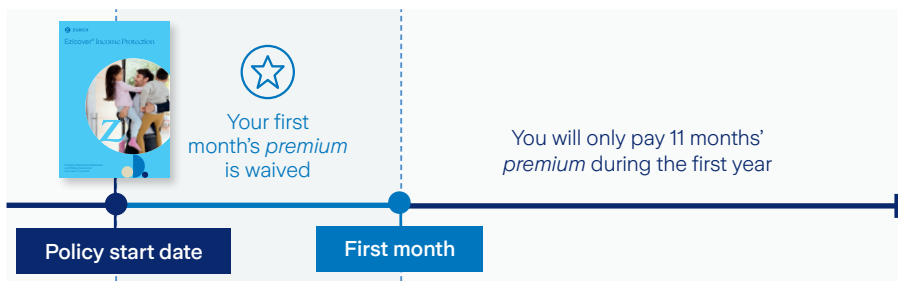 ZURICH
Ezicover® Income Protection
Z
Your first
month's premium
is waived
You will only pay 11 months'
premium during the first year
Policy start date
First month